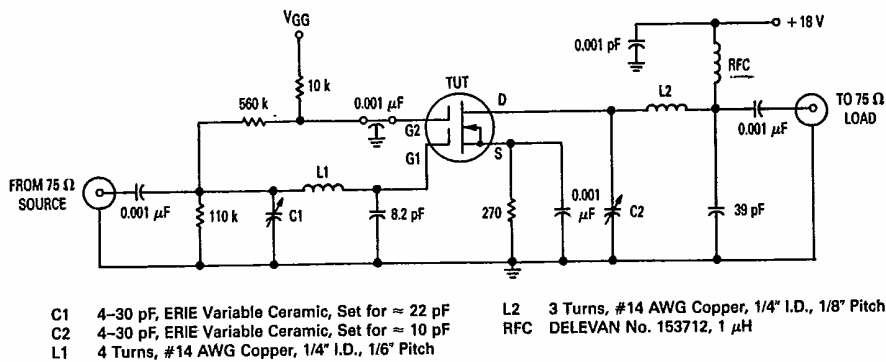 VGG
+18 V
0.001 pF
RFC
10 k
TUT
560 k
0.001 µF
D
L2
TO 75 Ω
LOAD
G2
0.001 µF
G1
S
L1
FROM 75 Ω
SOURCE
0.001 µF
110 k
C1
8.2 pF
270
0.001
µF
C2
39 pF
C1 4–30 pF, ERIE Variable Ceramic, Set for ≈ 22 pF
C2 4–30 pF, ERIE Variable Ceramic, Set for ≈ 10 pF
L1 4 Turns, #14 AWG Copper, 1/4" I.D., 1/6" Pitch
L2 3 Turns, #14 AWG Copper, 1/4" I.D., 1/8" Pitch
RFC DELEVAN No. 153712, 1 µH